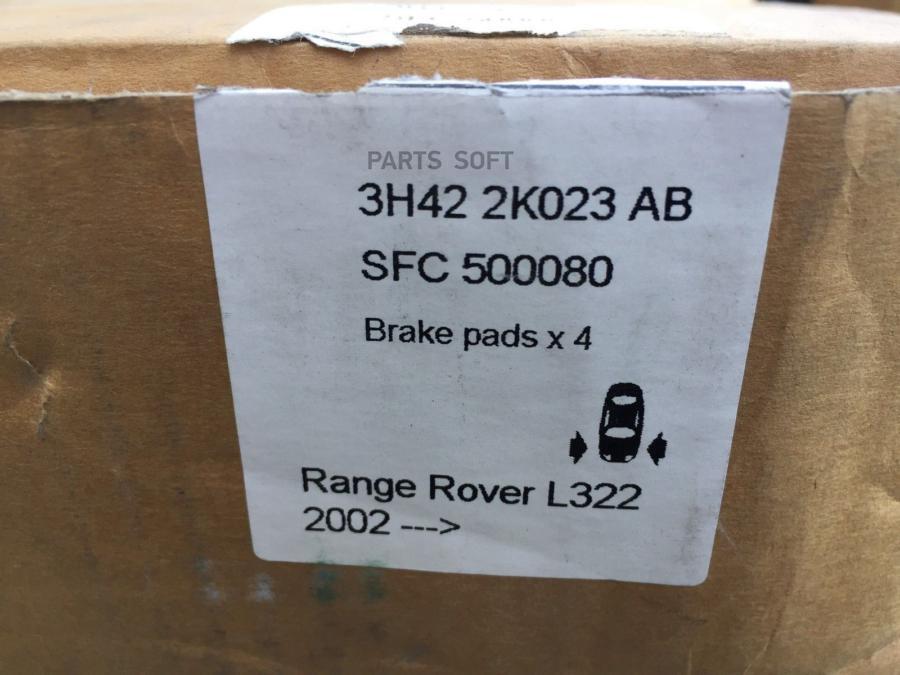 PARTS SOFT
3H42 2K023 AB
SFC 500080
Brake pads x 4
Range Rover L322
2002 --->